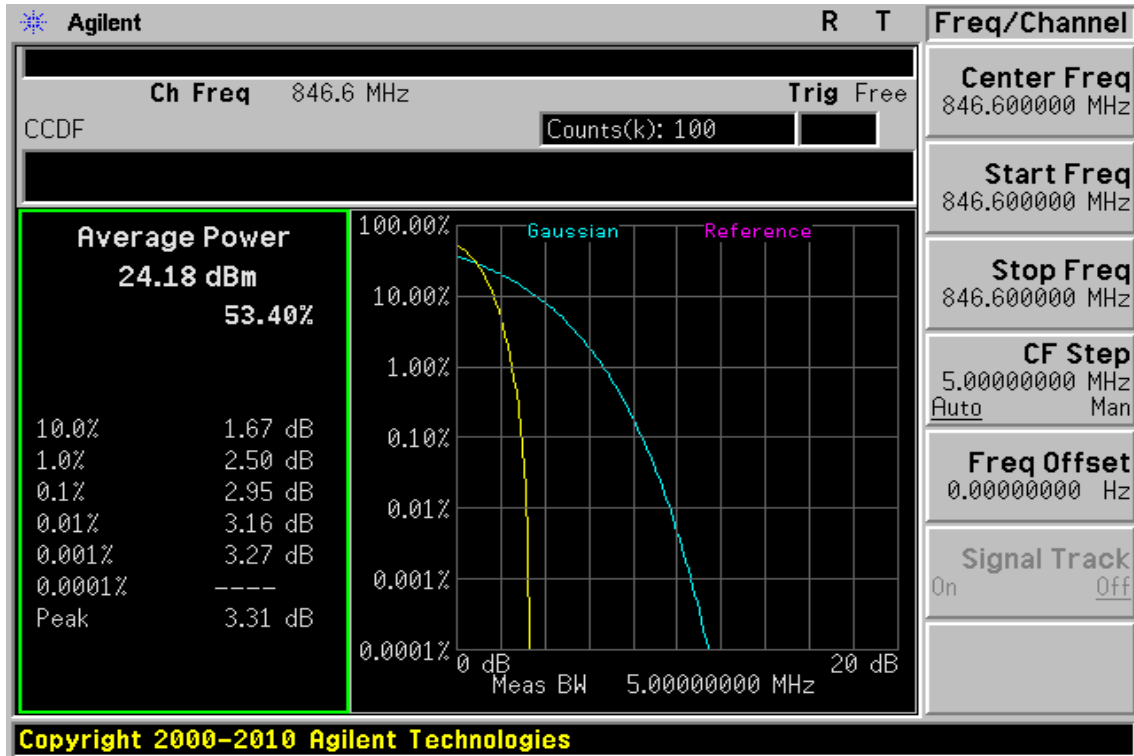 Agilent R T
Ch Freq 846.6 MHz Trig Free
CCDF Counts(k): 100
Average Power
24.18 dBm
53.40%
10.0% 1.67 dB
1.0% 2.50 dB
0.1% 2.95 dB
0.01% 3.16 dB
0.001% 3.27 dB
0.0001% ----
Peak 3.31 dB
Gaussian Reference
100.00%
10.00%
1.00%
0.10%
0.01%
0.001%
0.0001%
0 dB 20 dB
Meas BW 5.00000000 MHz
Freq/Channel
Center Freq
846.600000 MHz
Start Freq
846.600000 MHz
Stop Freq
846.600000 MHz
CF Step
5.00000000 MHz
Auto Man
Freq Offset
0.00000000 Hz
Signal Track
On Off
Copyright 2000-2010 Agilent Technologies